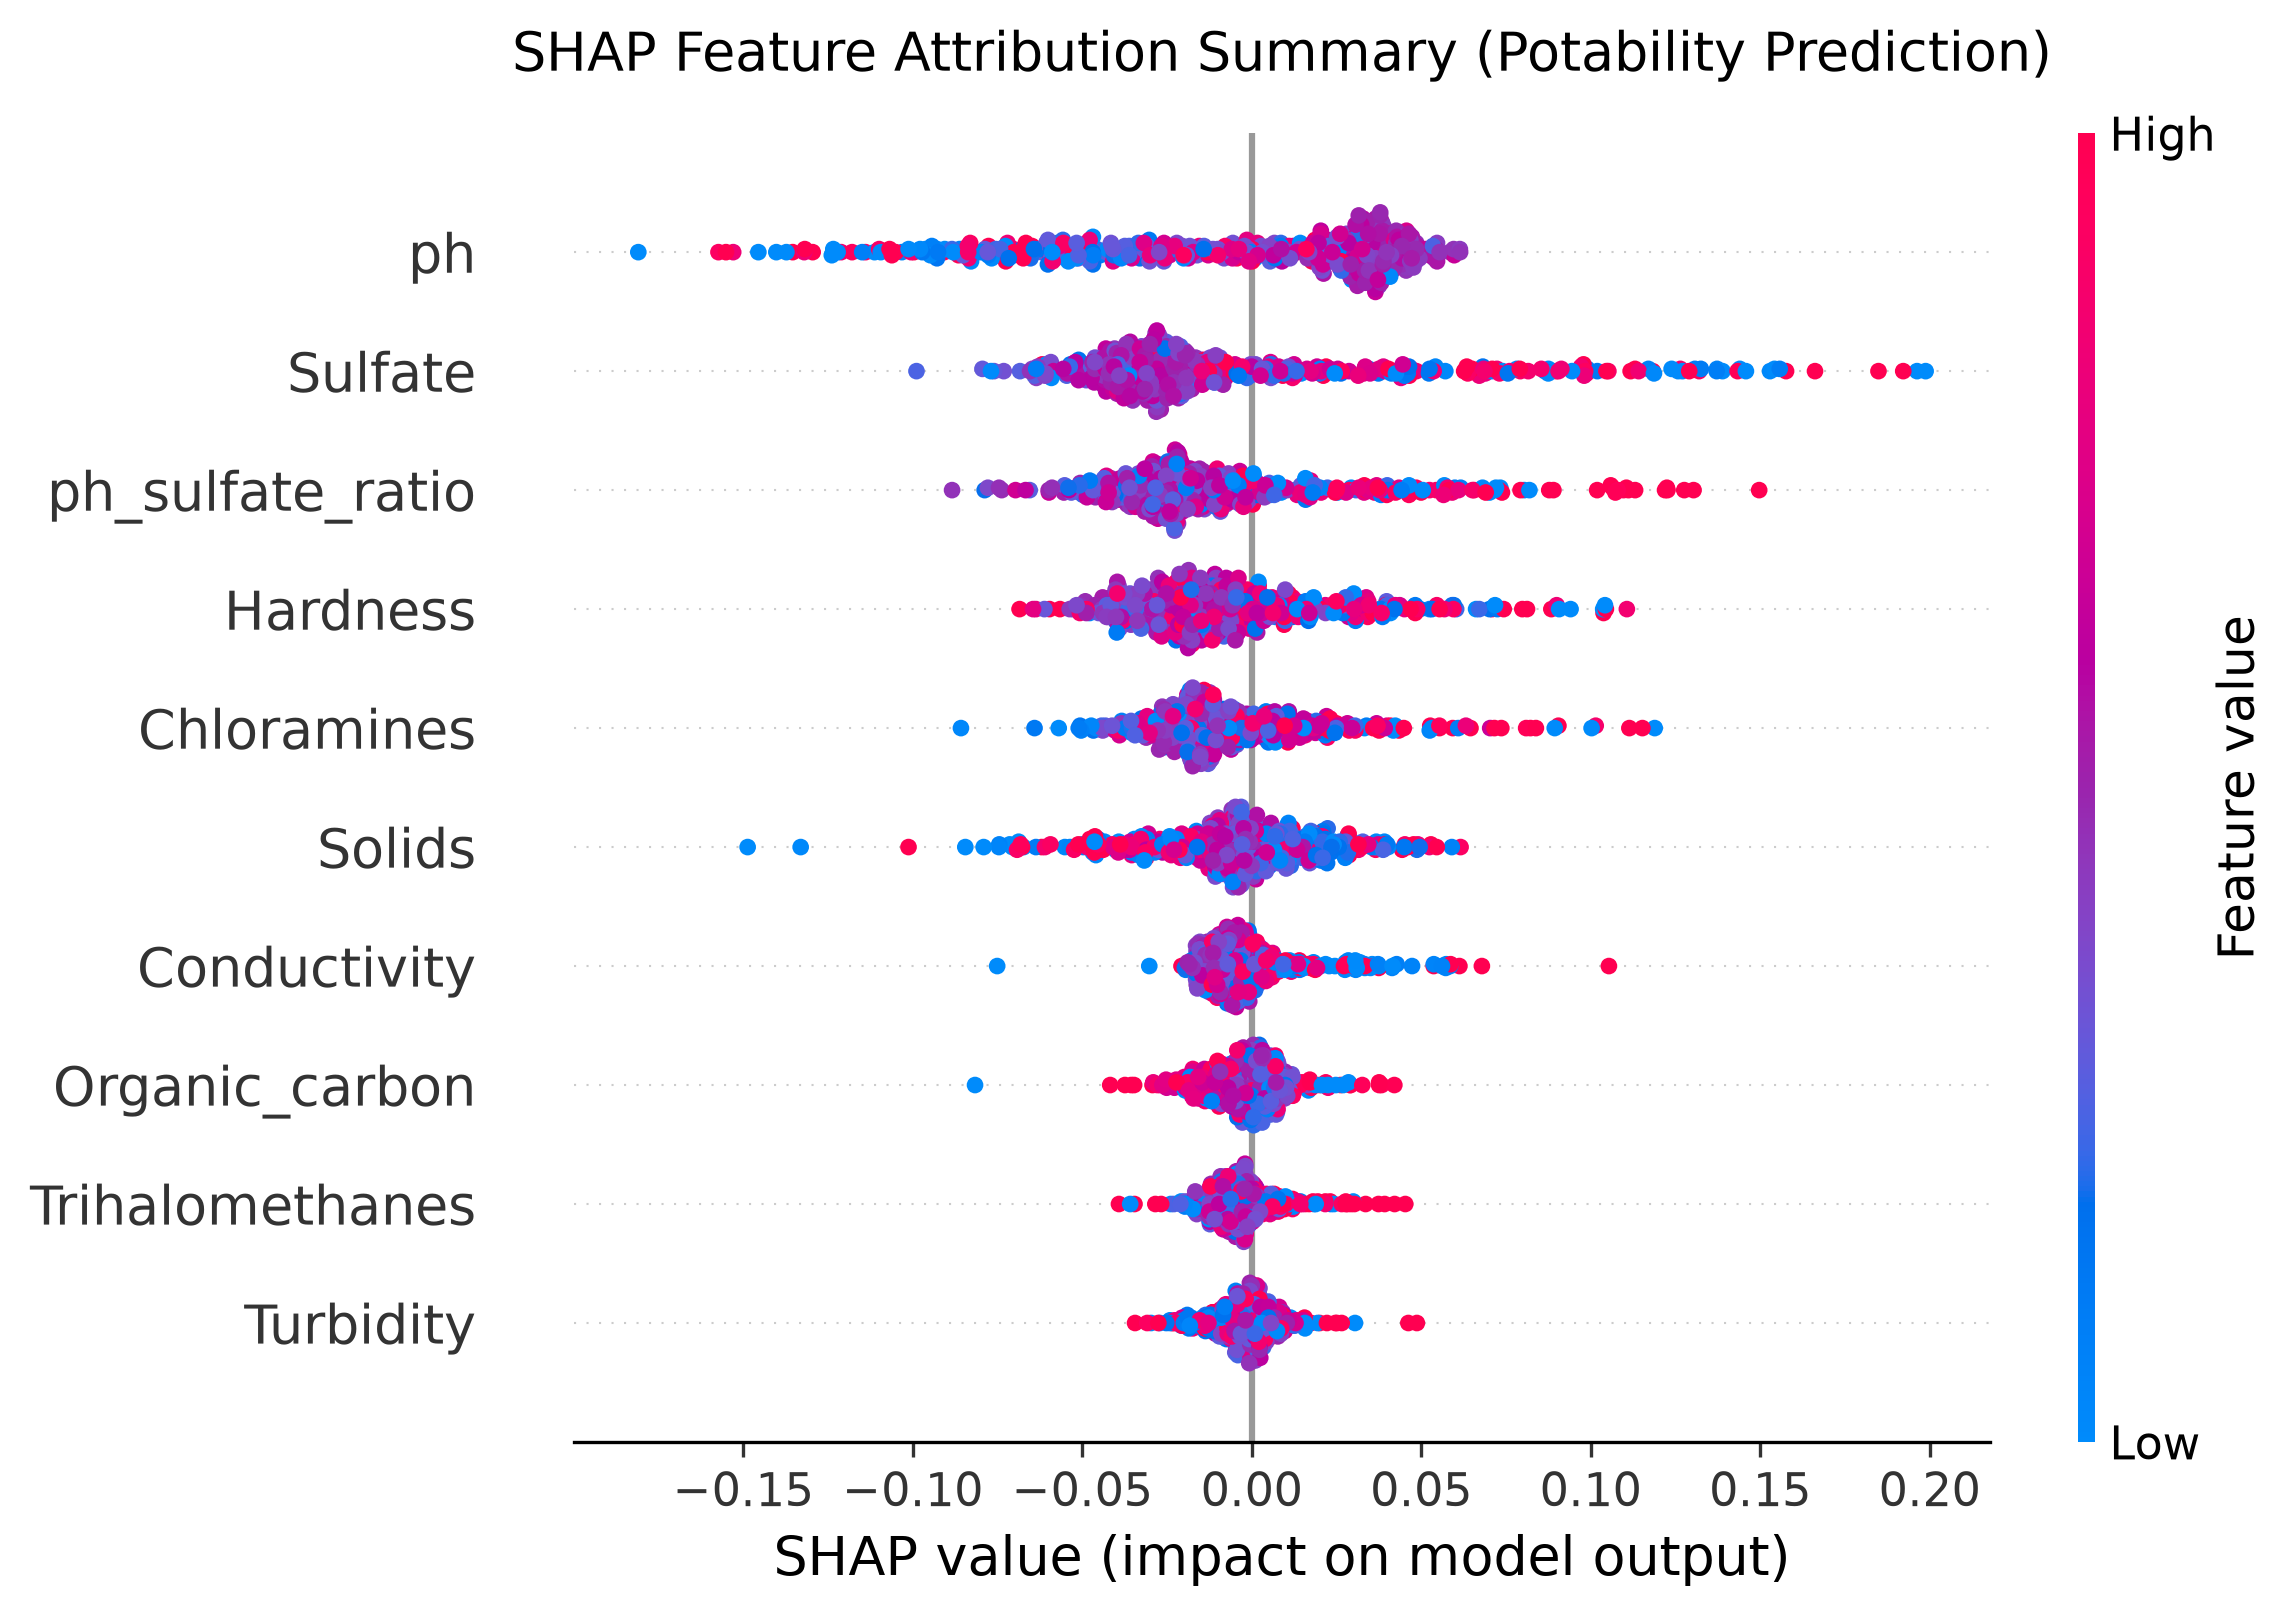 SHAP Feature Attribution Summary (Potability Prediction)
High
ph
Sulfate
ph_sulfate_ratio
Hardness
Chloramines
Solids
Conductivity
Organic_carbon
Trihalomethanes
Turbidity
Feature value
Low
−0.15 −0.10 −0.05 0.00 0.05 0.10 0.15 0.20
SHAP value (impact on model output)